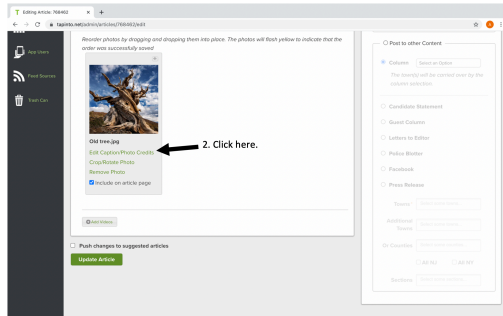 Editing Article: 768462
tapinto.net/admin/articles/768462/edit
App Users
Feed Sources
Trash Can
Reorder photos by dragging and dropping them into place. The photos will flash yellow to indicate that the
order was successfully saved
Old tree.jpg
Edit Caption/Photo Credits
2. Click here.
Crop/Rotate Photo
Remove Photo
Include on article page
Add Videos
Push changes to suggested articles
Update Article
Post to other Content
Column
Select an Option
The town(s) will be carried over by the
column selection.
Candidate Statement
Guest Column
Letters to Editor
Police Blotter
Facebook
Press Release
Towns
Additional
Towns
Or Counties
All NJ
All NY
Sections